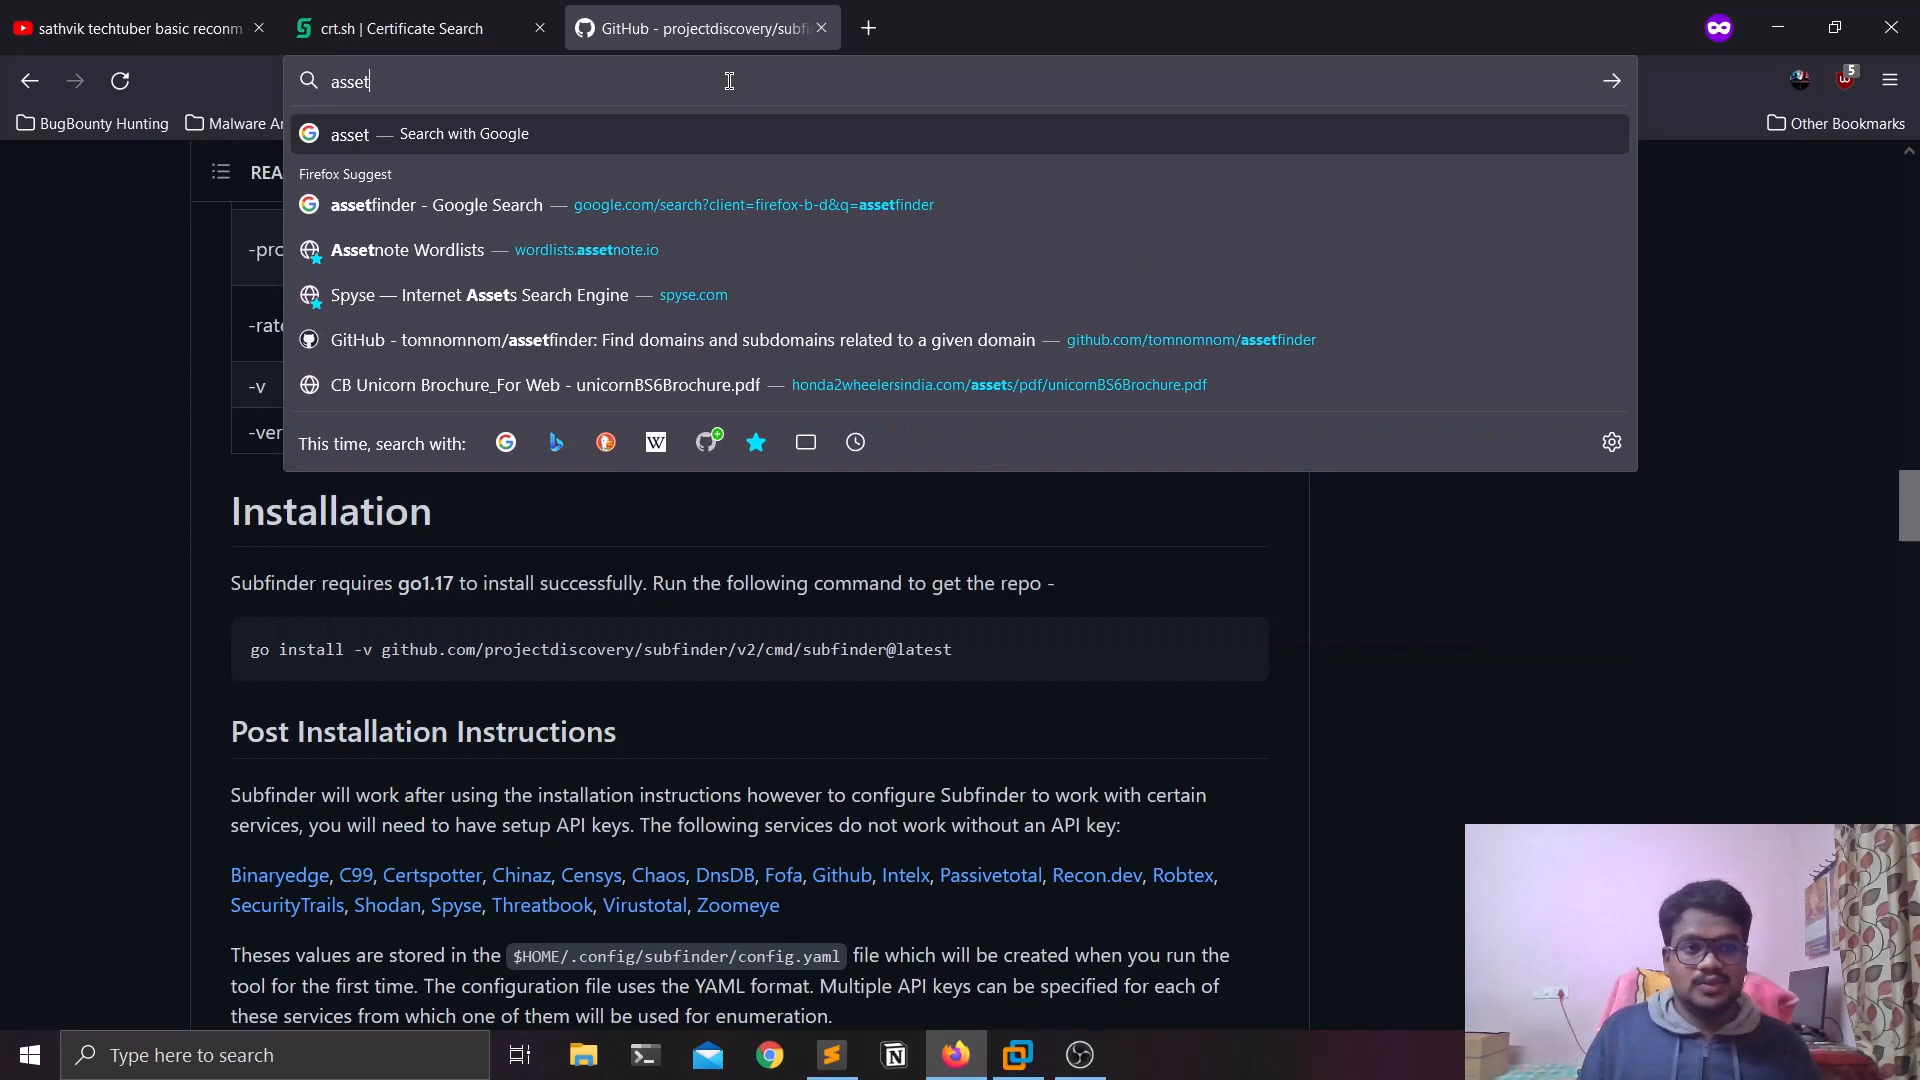 sathvik techtuber basic reconm
crt.sh | Certificate Search
GitHub - projectdiscovery/subfi
asset
5
BugBounty Hunting
Malware A
Other Bookmarks
asset — Search with Google
Firefox Suggest
assetfinder - Google Search — google.com/search?client=firefox-b-d&q=assetfinder
Assetnote Wordlists — wordlists.assetnote.io
Spyse — Internet Assets Search Engine — spyse.com
GitHub - tomnomnom/assetfinder: Find domains and subdomains related to a given domain — github.com/tomnomnom/assetfinder
CB Unicorn Brochure_For Web - unicornBS6Brochure.pdf — honda2wheelersindia.com/assets/pdf/unicornBS6Brochure.pdf
This time, search with:
REA
-pro
-rate
-v
-ver
Installation
Subfinder requires go1.17 to install successfully. Run the following command to get the repo -
go install -v github.com/projectdiscovery/subfinder/v2/cmd/subfinder@latest
Post Installation Instructions
Subfinder will work after using the installation instructions however to configure Subfinder to work with certain
services, you will need to have setup API keys. The following services do not work without an API key:
Binaryedge, C99, Certspotter, Chinaz, Censys, Chaos, DnsDB, Fofa, Github, Intelx, Passivetotal, Recon.dev, Robtex,
SecurityTrails, Shodan, Spyse, Threatbook, Virustotal, Zoomeye
Theses values are stored in the $HOME/.config/subfinder/config.yaml file which will be created when you run the
tool for the first time. The configuration file uses the YAML format. Multiple API keys can be specified for each of
these services from which one of them will be used for enumeration.
Type here to search